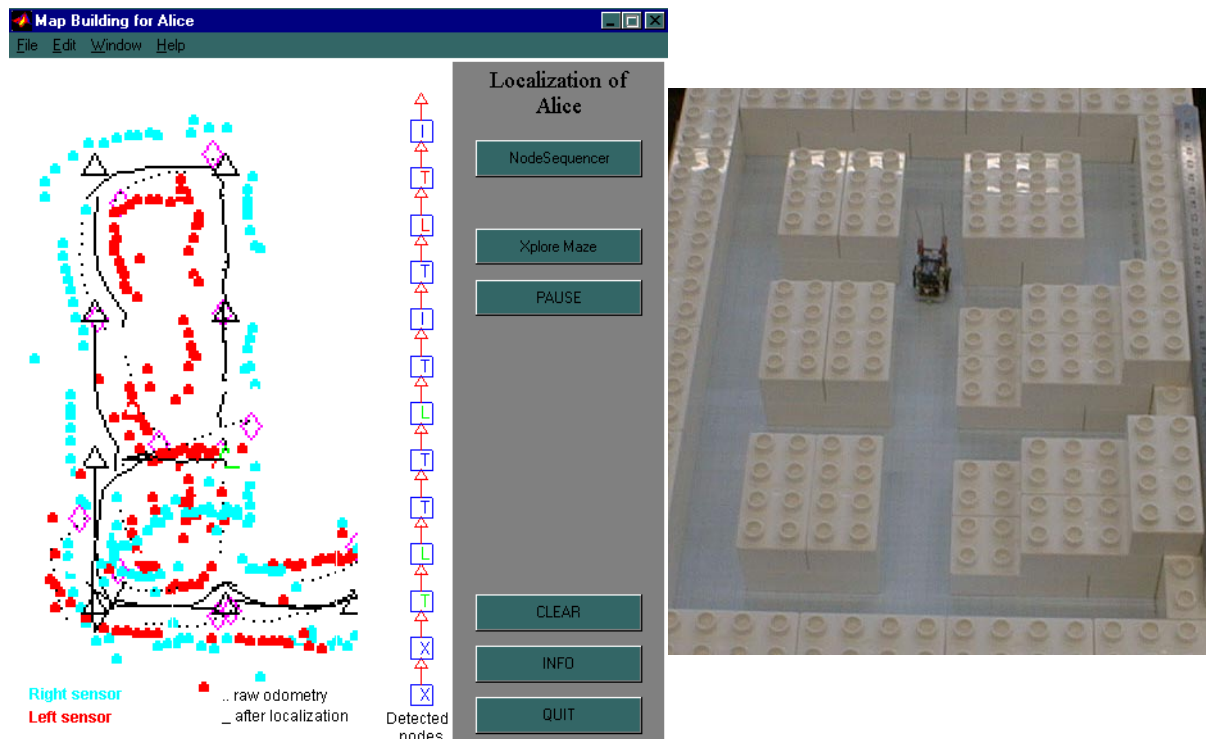 Map Building for Alice
File Edit Window Help
Localization of
Alice
NodeSequencer
Xplore Maze
PAUSE
CLEAR
INFO
QUIT
I
T
L
T
I
T
L
T
T
L
T
X
X
Detected
nodes
Right sensor
Left sensor
.. raw odometry
_ after localization